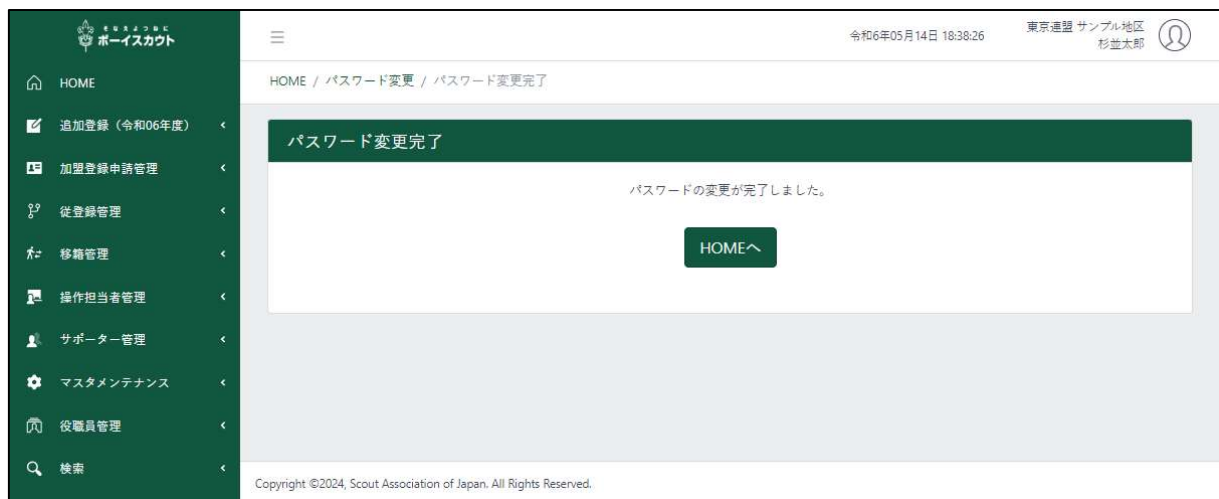 そなえよつねに
ボーイスカウト
令和6年05月14日 18:38:26
東京連盟 サンプル地区
杉並太郎
HOME
追加登録（令和06年度）
加盟登録申請管理
従登録管理
移籍管理
操作担当者管理
サポーター管理
マスタメンテナンス
役職員管理
検索
HOME / パスワード変更 / パスワード変更完了
パスワード変更完了
パスワードの変更が完了しました。
HOMEへ
Copyright ©2024, Scout Association of Japan. All Rights Reserved.